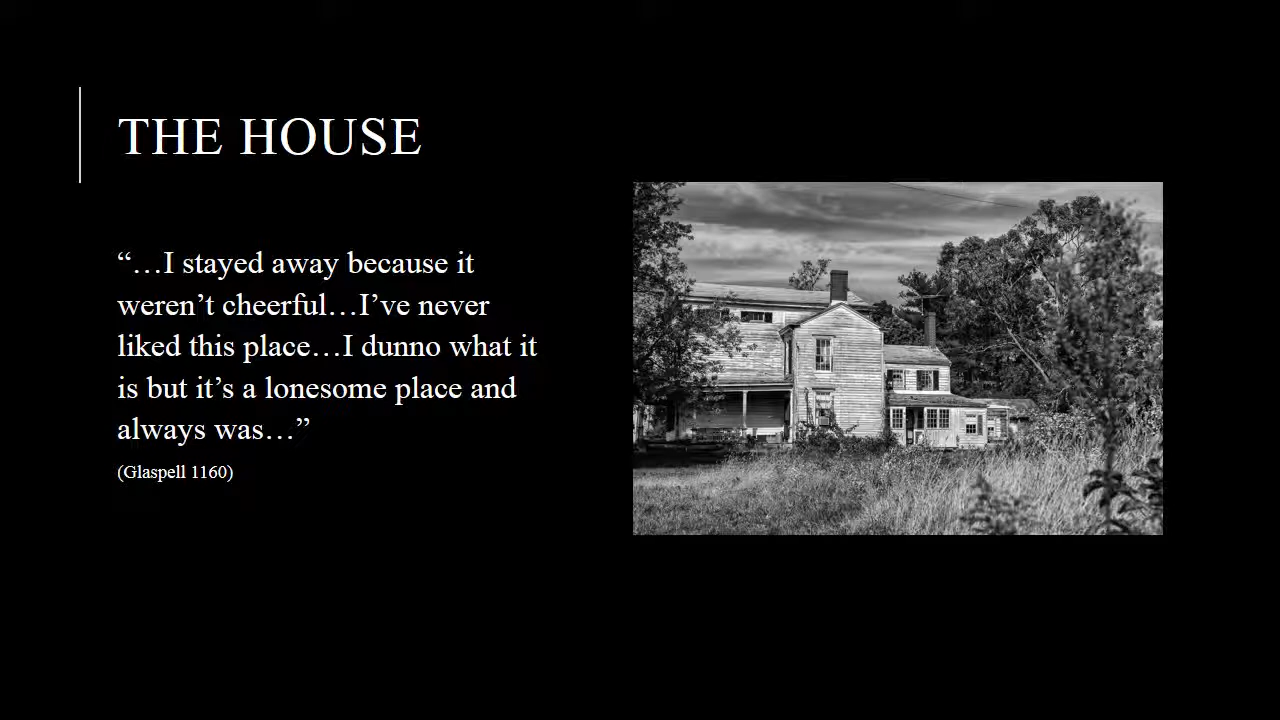 THE HOUSE
“…I stayed away because it
weren’t cheerful…I’ve never
liked this place…I dunno what it
is but it’s a lonesome place and
always was…”
(Glaspell 1160)